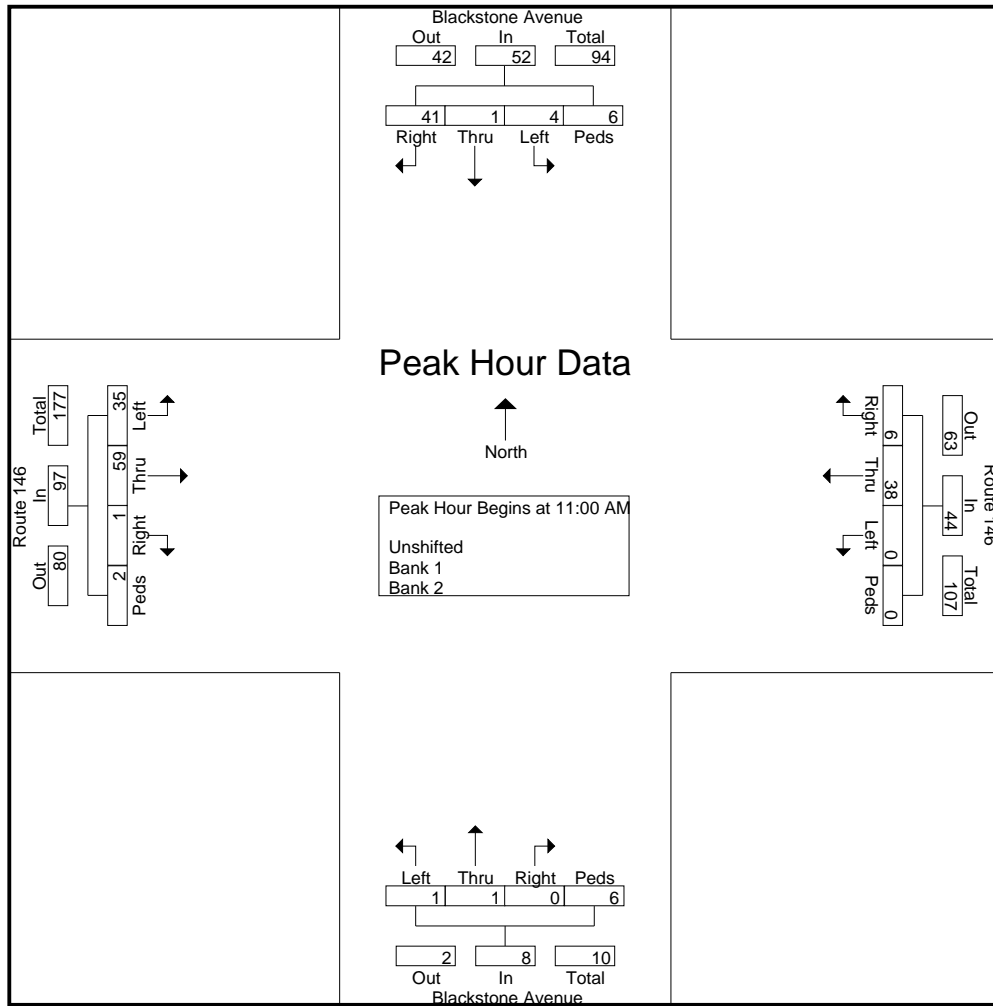 Blackstone Avenue
Out In Total
42 52 94
41 1 4 6
Right Thru Left Peds
Peak Hour Data
North
Peak Hour Begins at 11:00 AM
Unshifted
Bank 1
Bank 2
Route 146
Out In Total
80 97 177
2 1 59 35
Peds Right Thru Left
Route 146
Out In Total
63 44 107
6 38 0 0
Right Thru Left Peds
Left Thru Right Peds
1 1 0 6
2 8 10
Out In Total
Blackstone Avenue